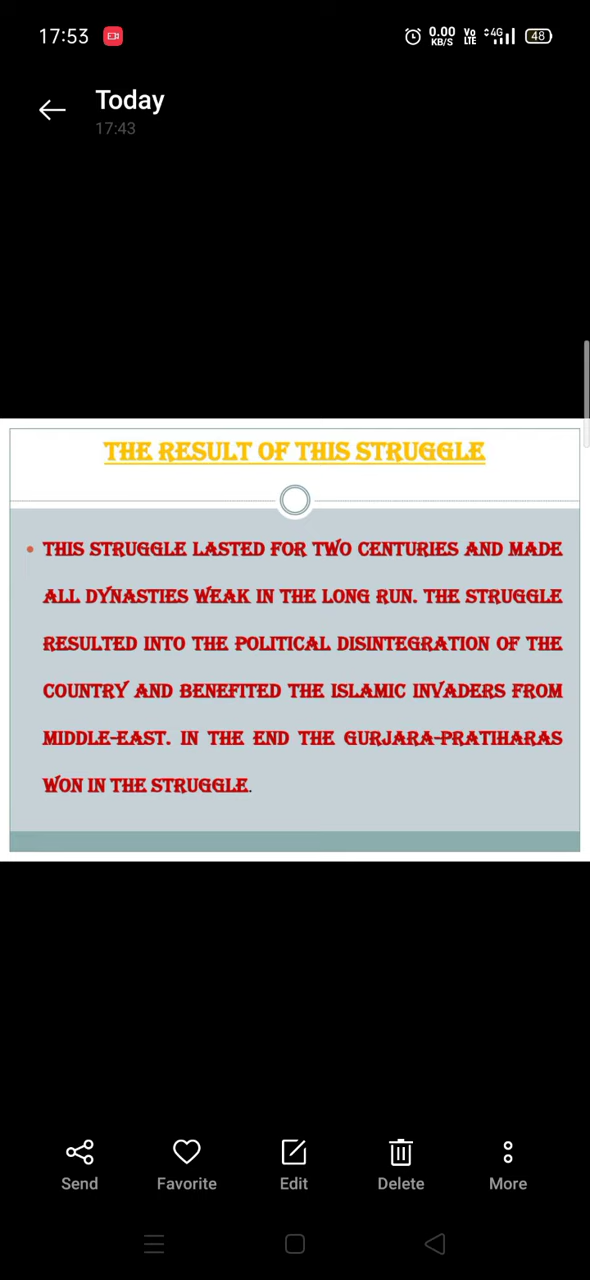 17:53
0.00
KB/S
Vo
LTE
4G
48
Today
17:43
THE RESULT OF THIS STRUGGLE
• THIS STRUGGLE LASTED FOR TWO CENTURIES AND MADE
ALL DYNASTIES WEAK IN THE LONG RUN. THE STRUGGLE
RESULTED INTO THE POLITICAL DISINTEGRATION OF THE
COUNTRY AND BENEFITED THE ISLAMIC INVADERS FROM
MIDDLE-EAST. IN THE END THE GURJARA-PRATIHARAS
WON IN THE STRUGGLE.
Send Favorite Edit Delete More